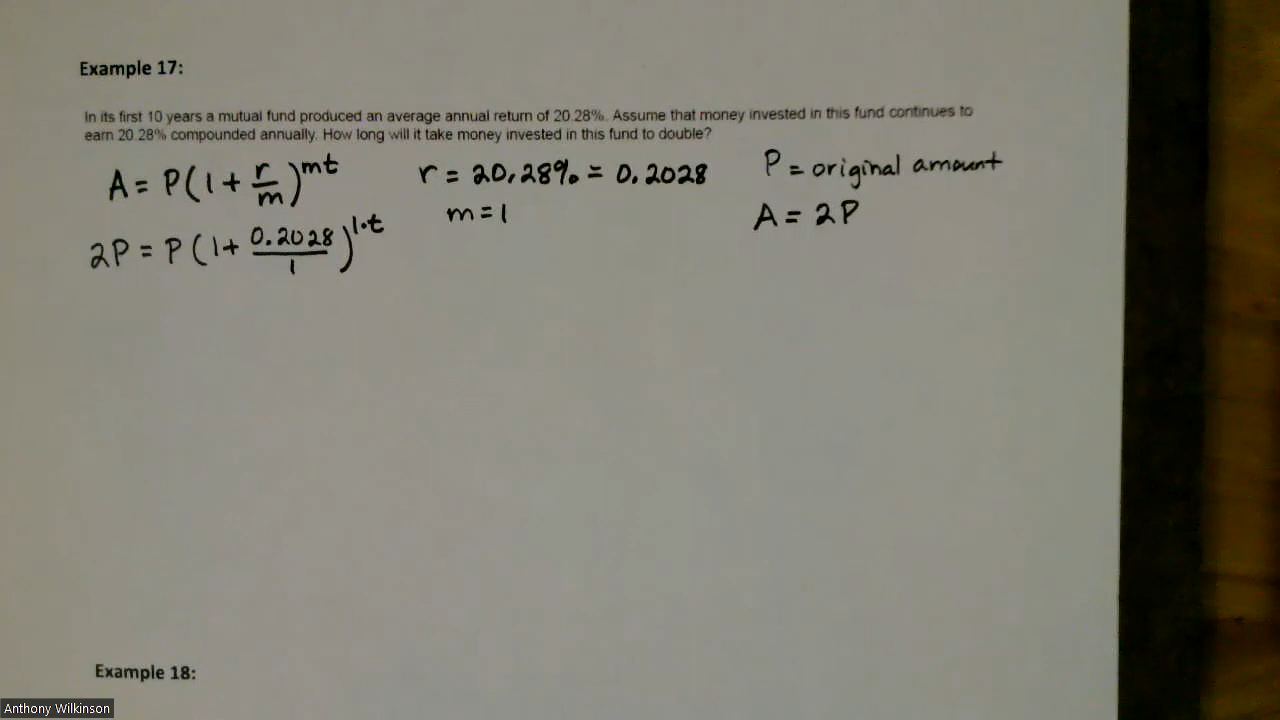 Example 17:
In its first 10 years a mutual fund produced an average annual return of 20.28%. Assume that money invested in this fund continues to
earn 20.28% compounded annually. How long will it take money invested in this fund to double?
A = P(1 + r/m)^mt
r = 20.28% = 0.2028
P = original amount
m = 1
A = 2P
2P = P(1 + 0.2028/1)^1·t
Example 18:
Anthony Wilkinson